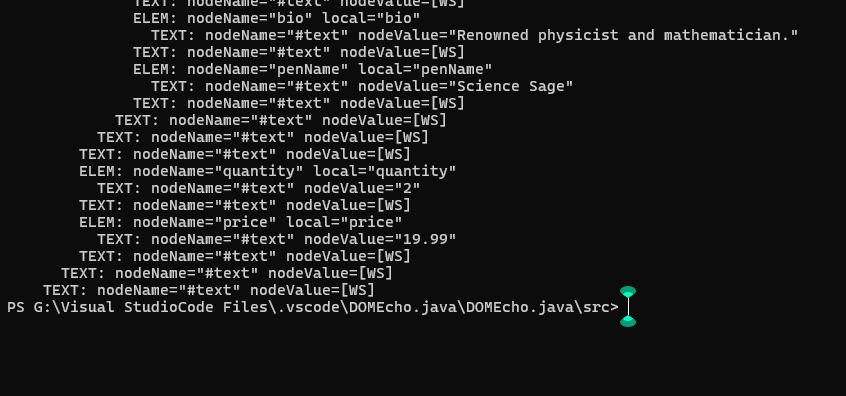 TEXT: nodeName="#text" nodeValue=[WS]
ELEM: nodeName="bio" local="bio"
TEXT: nodeName="#text" nodeValue="Renowned physicist and mathematician."
TEXT: nodeName="#text" nodeValue=[WS]
ELEM: nodeName="penName" local="penName"
TEXT: nodeName="#text" nodeValue="Science Sage"
TEXT: nodeName="#text" nodeValue=[WS]
TEXT: nodeName="#text" nodeValue=[WS]
TEXT: nodeName="#text" nodeValue=[WS]
TEXT: nodeName="#text" nodeValue=[WS]
ELEM: nodeName="quantity" local="quantity"
TEXT: nodeName="#text" nodeValue="2"
TEXT: nodeName="#text" nodeValue=[WS]
ELEM: nodeName="price" local="price"
TEXT: nodeName="#text" nodeValue="19.99"
TEXT: nodeName="#text" nodeValue=[WS]
TEXT: nodeName="#text" nodeValue=[WS]
TEXT: nodeName="#text" nodeValue=[WS]
PS G:\Visual StudioCode Files\.vscode\DOMEcho.java\DOMEcho.java\src>